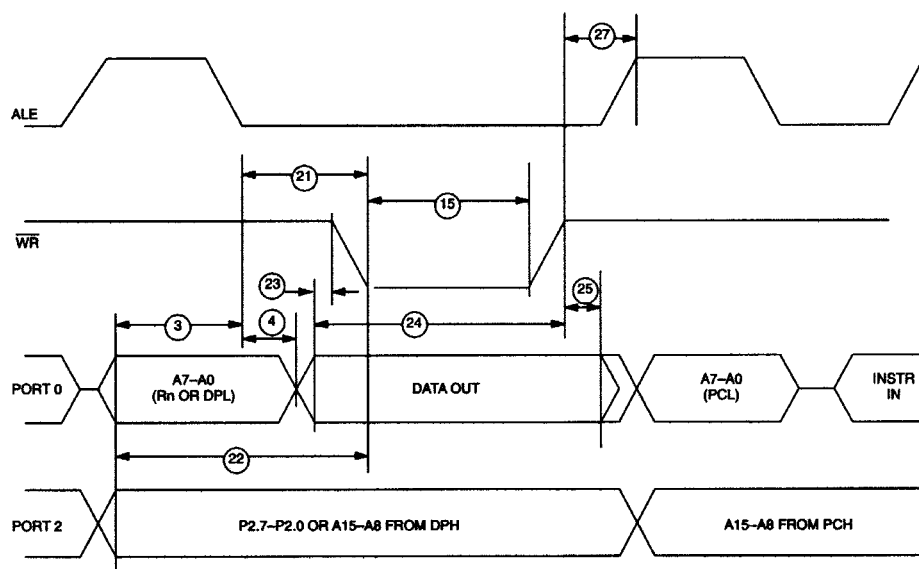 27
ALE
21
15
WR
23
25
3
4
24
PORT 0
A7–A0
(Rn OR DPL)
DATA OUT
A7–A0
(PCL)
INSTR
IN
22
PORT 2
P2.7–P2.0 OR A15–A8 FROM DPH
A15–A8 FROM PCH